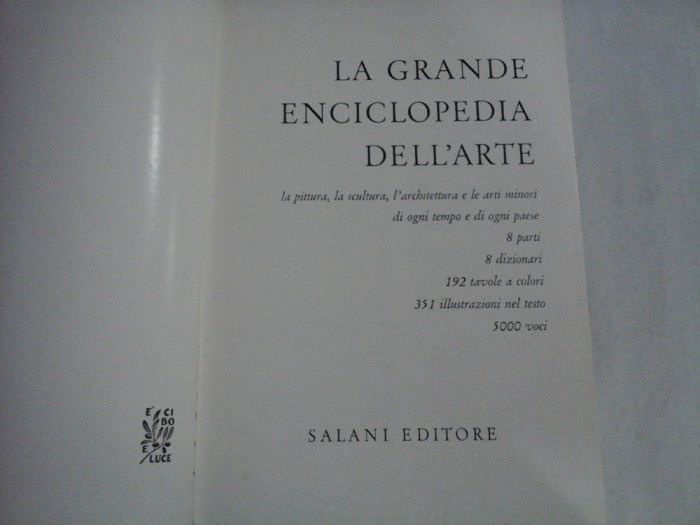 LA GRANDE
ENCICLOPEDIA
DELL'ARTE
la pittura, la scultura, l'architettura e le arti minori
di ogni tempo e di ogni paese
8 parti
8 dizionari
192 tavole a colori
351 illustrazioni nel testo
5000 voci
SALANI EDITORE
E' CI
BO
E
LUCE